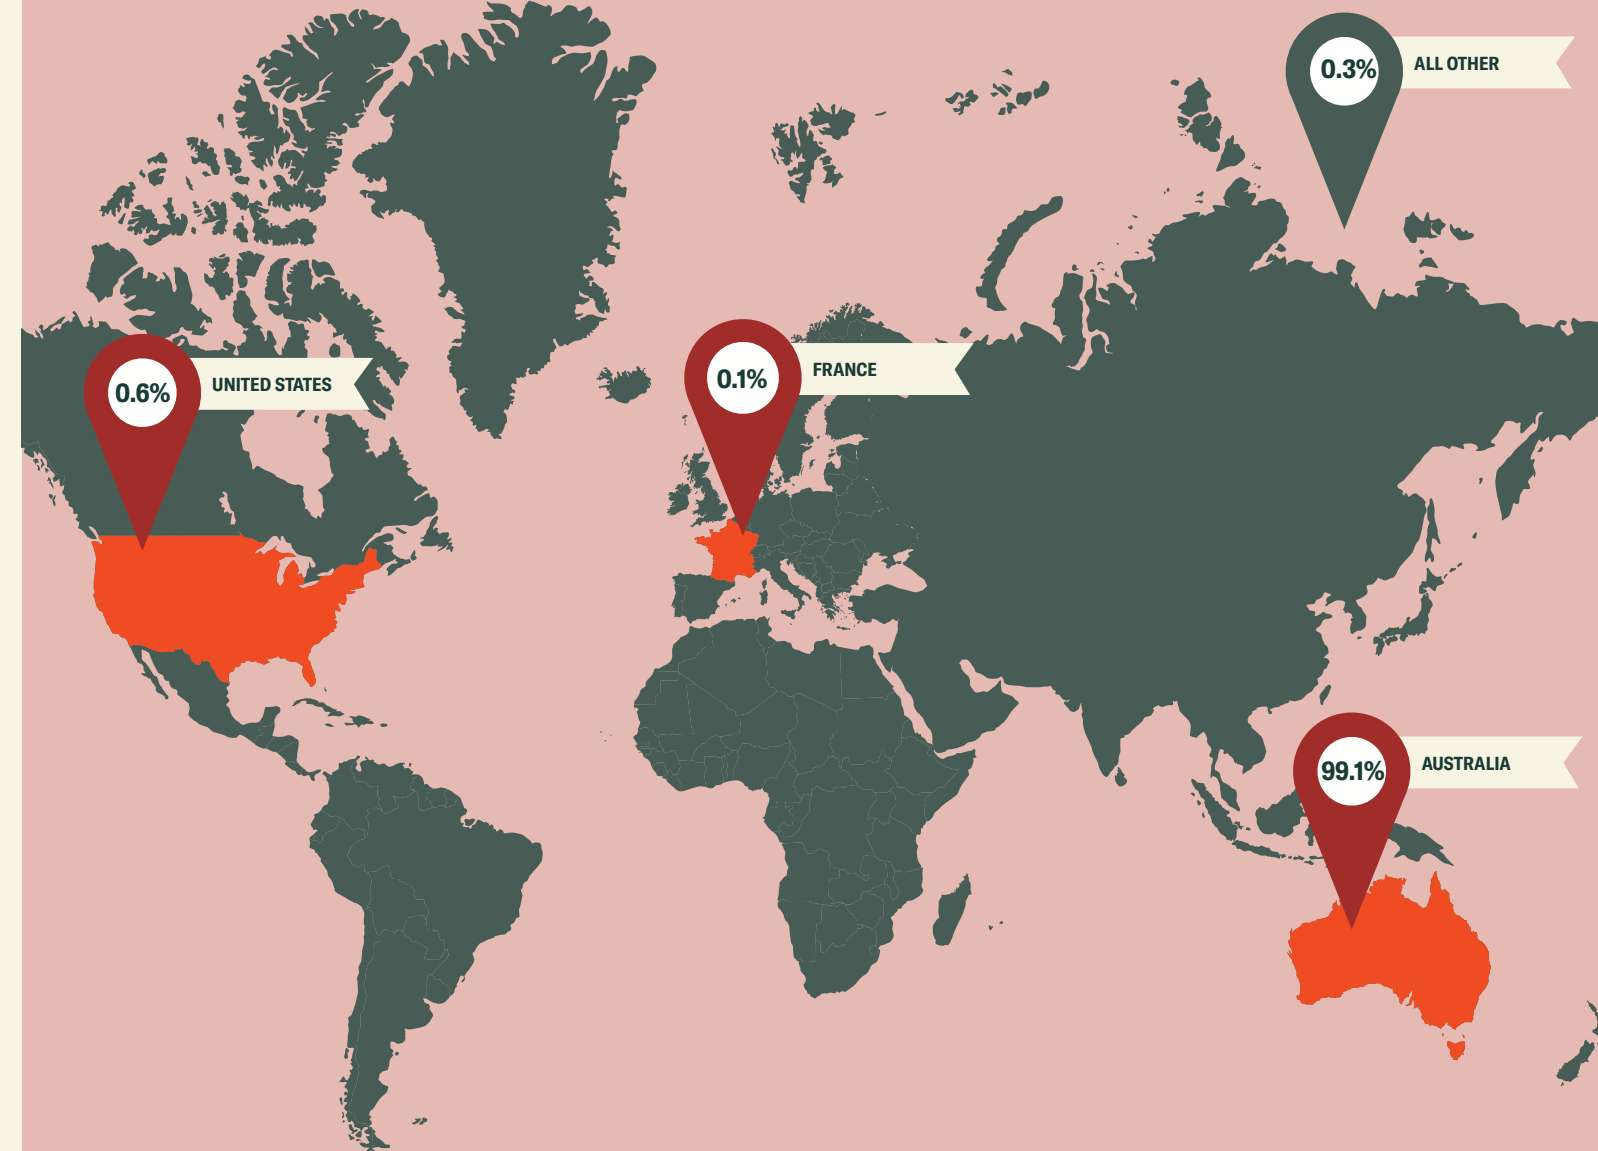 0.3%
ALL OTHER
0.6%
UNITED STATES
0.1%
FRANCE
99.1%
AUSTRALIA